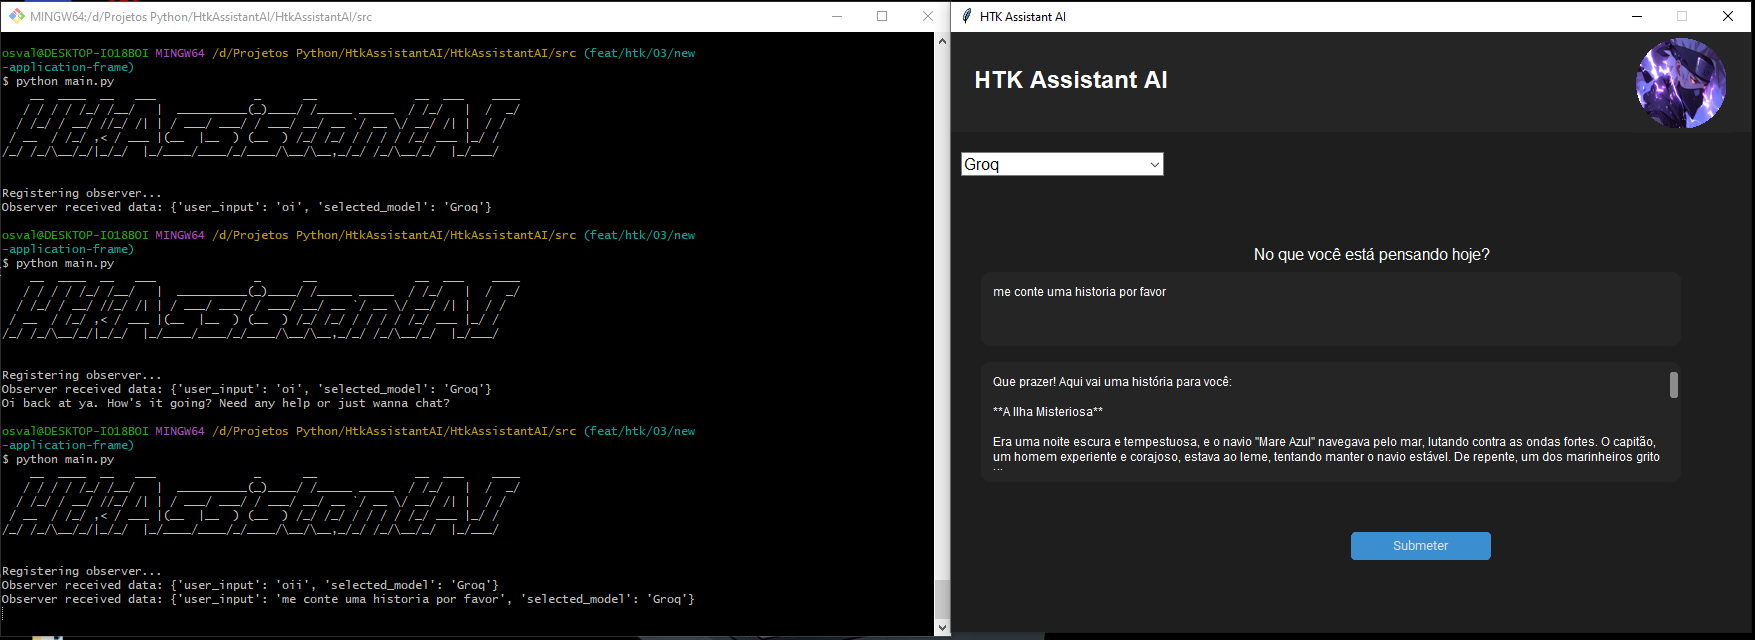 MINGW64:/d/Projetos Python/HtkAssistantAI/HtkAssistantAI/src
osval@DESKTOP-IO18BOI MINGW64 /d/Projetos Python/HtkAssistantAI/HtkAssistantAI/src (feat/htk/03/new
-application-frame)
$ python main.py
HtkAssistantAI
Registering observer...
Observer received data: {'user_input': 'oi', 'selected_model': 'Groq'}
osval@DESKTOP-IO18BOI MINGW64 /d/Projetos Python/HtkAssistantAI/HtkAssistantAI/src (feat/htk/03/new
-application-frame)
$ python main.py
HtkAssistantAI
Registering observer...
Observer received data: {'user_input': 'oi', 'selected_model': 'Groq'}
Oi back at ya. How's it going? Need any help or just wanna chat?
osval@DESKTOP-IO18BOI MINGW64 /d/Projetos Python/HtkAssistantAI/HtkAssistantAI/src (feat/htk/03/new
-application-frame)
$ python main.py
HtkAssistantAI
Registering observer...
Observer received data: {'user_input': 'oii', 'selected_model': 'Groq'}
Observer received data: {'user_input': 'me conte uma historia por favor', 'selected_model': 'Groq'}
HTK Assistant AI
HTK Assistant AI
Groq
No que você está pensando hoje?
me conte uma historia por favor
Que prazer! Aqui vai uma história para você:
**A Ilha Misteriosa**
Era uma noite escura e tempestuosa, e o navio "Mare Azul" navegava pelo mar, lutando contra as ondas fortes. O capitão,
um homem experiente e corajoso, estava ao leme, tentando manter o navio estável. De repente, um dos marinheiros grito
Submeter